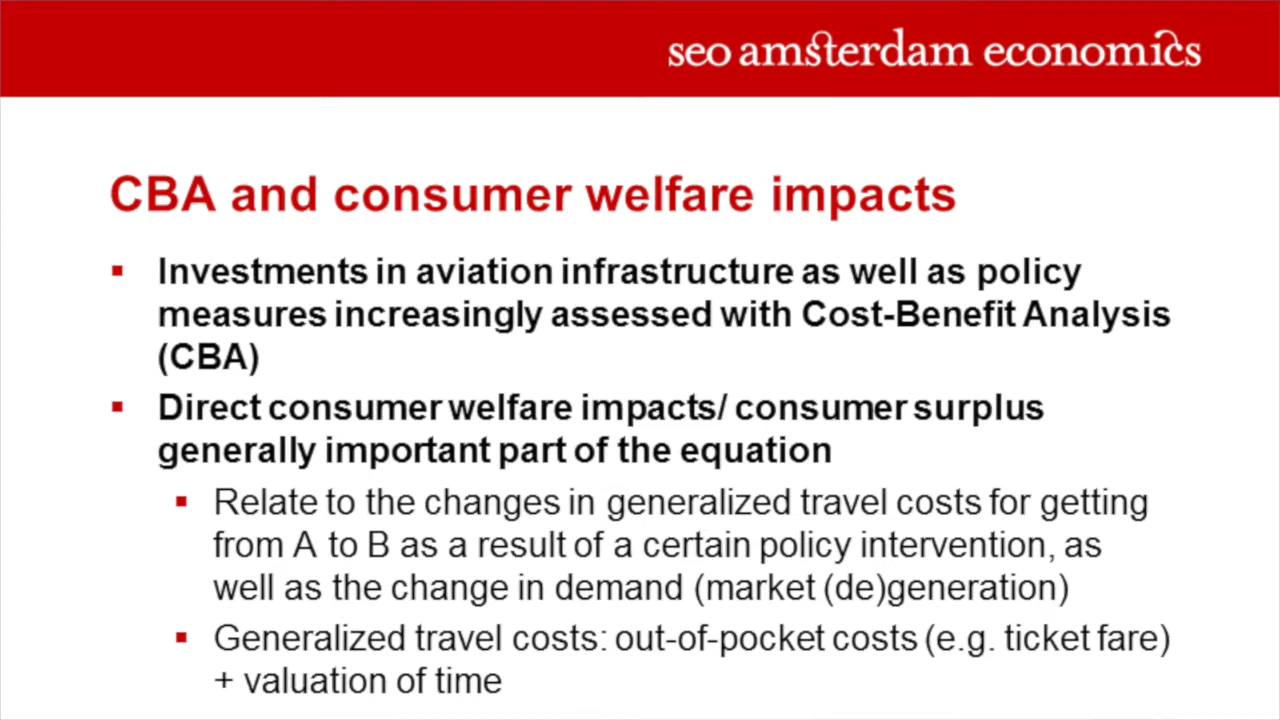 seo amsterdam economics
CBA and consumer welfare impacts
Investments in aviation infrastructure as well as policy
measures increasingly assessed with Cost-Benefit Analysis
(CBA)
Direct consumer welfare impacts/ consumer surplus
generally important part of the equation
Relate to the changes in generalized travel costs for getting
from A to B as a result of a certain policy intervention, as
well as the change in demand (market (de)generation)
Generalized travel costs: out-of-pocket costs (e.g. ticket fare)
+ valuation of time